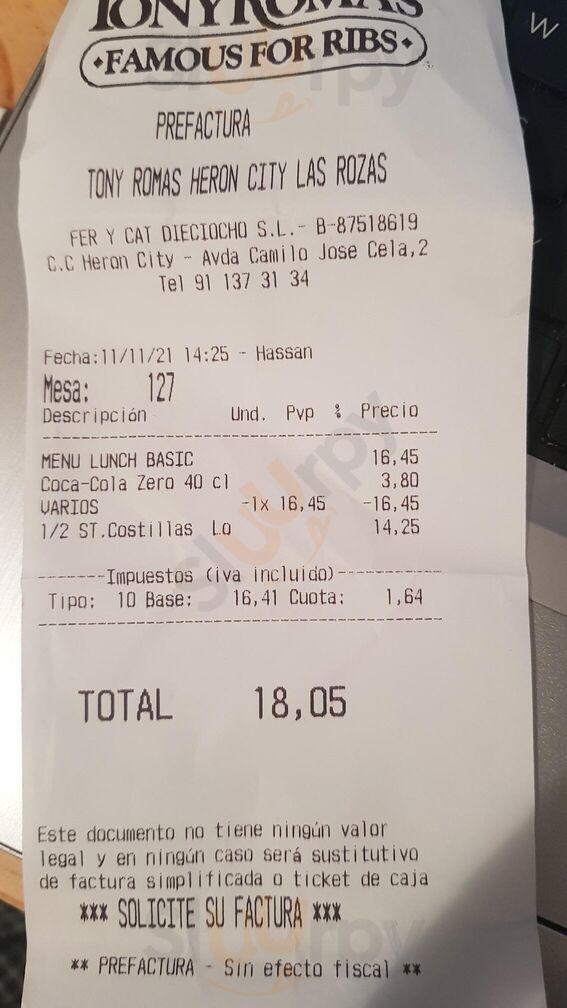 TONY ROMA'S
•FAMOUS FOR RIBS•
PREFACTURA
TONY ROMAS HERON CITY LAS ROZAS
FER Y CAT DIECIOCHO S.L.- B-87518619
C.C Heron City - Avda Camilo Jose Cela,2
Tel 91 137 31 34
Fecha:11/11/21 14:25 - Hassan
Mesa: 127
Descripción Und. Pvp % Precio
MENU LUNCH BASIC 16,45
Coca-Cola Zero 40 cl 3,80
VARIOS -1x 16,45 -16,45
1/2 ST.Costillas Lo 14,25
-------Impuestos (iva incluido)-----------
Tipo: 10 Base: 16,41 Cuota: 1,64
TOTAL 18,05
Este documento no tiene ningún valor
legal y en ningún caso será sustitutivo
de factura simplificada o ticket de caja
*** SOLICITE SU FACTURA ***
** PREFACTURA - Sin efecto fiscal **
W
sluurpy
sluurpy
sluurpy